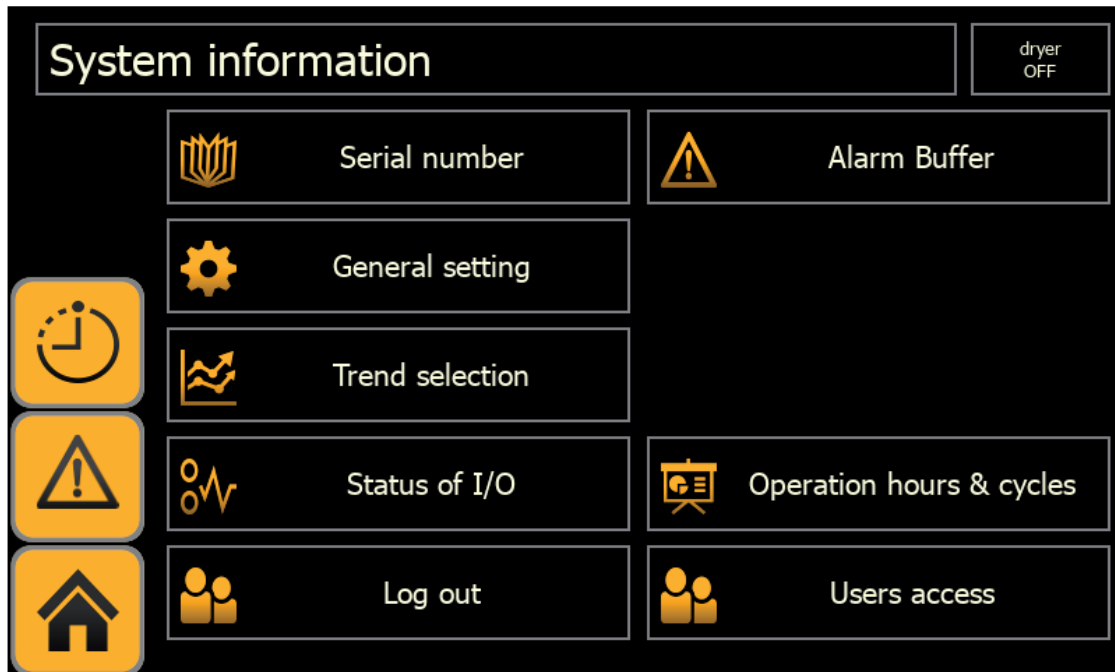 System information
dryer
OFF
Serial number
Alarm Buffer
General setting
Trend selection
Status of I/O
Operation hours & cycles
Log out
Users access